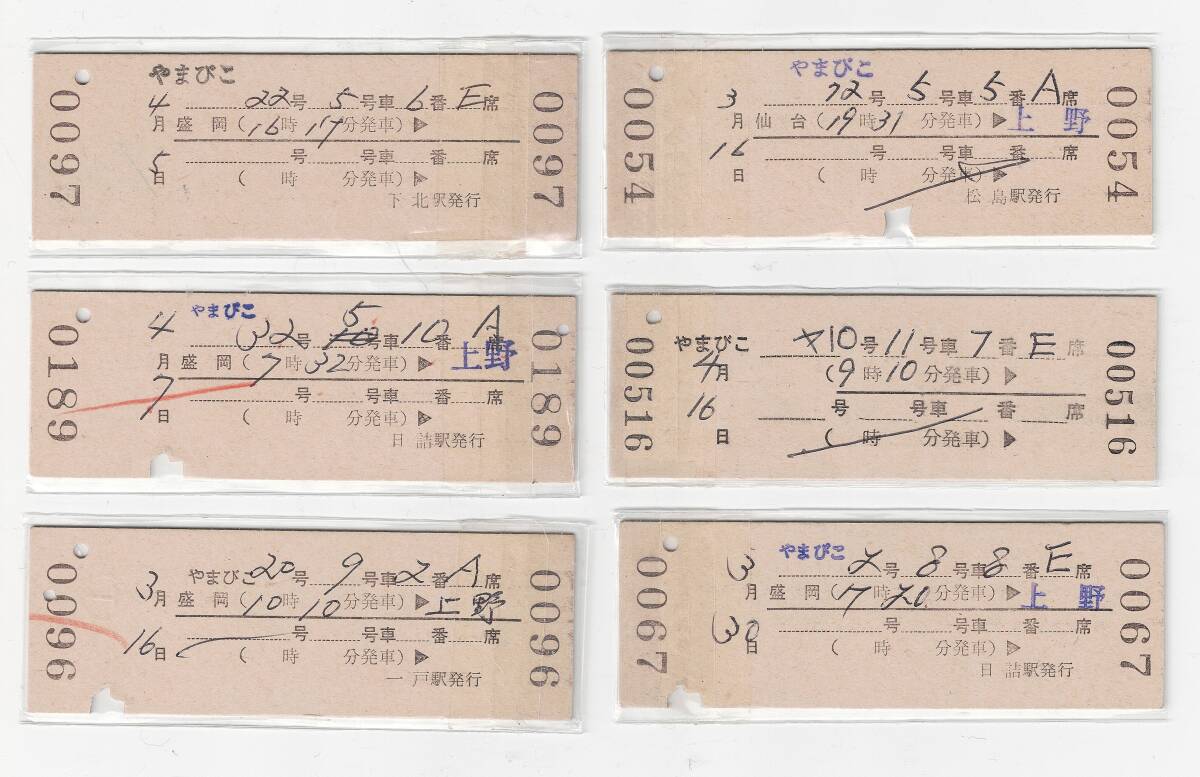 0097
やまびこ
4月5日
22号5号車6番E席
盛岡(16時17分発車)▶
号 号車 番 席
( 時 分発車)▶
下北駅発行
0097
0054
やまびこ
3月16日
72号5号車5番A席
仙台(19時31分発車)▶上野
号 号車 番 席
( 時 分発車)▶
松島駅発行
0054
0189
やまびこ
4月7日
32号5号車10番A席
盛岡(7時32分発車)▶上野
号 号車 番 席
( 時 分発車)▶
日詰駅発行
0189
00516
やまびこ
4月16日
10号11号車7番E席
(9時10分発車)▶
号 号車 番 席
( 時 分発車)▶
00516
0096
やまびこ
3月16日
20号9号車2番A席
盛岡(10時10分発車)▶上野
号 号車 番 席
( 時 分発車)▶
一戸駅発行
0096
0067
やまびこ
3月30日
2号8号車8番E席
盛岡(17時20分発車)▶上野
号 号車 番 席
( 時 分発車)▶
日詰駅発行
0067